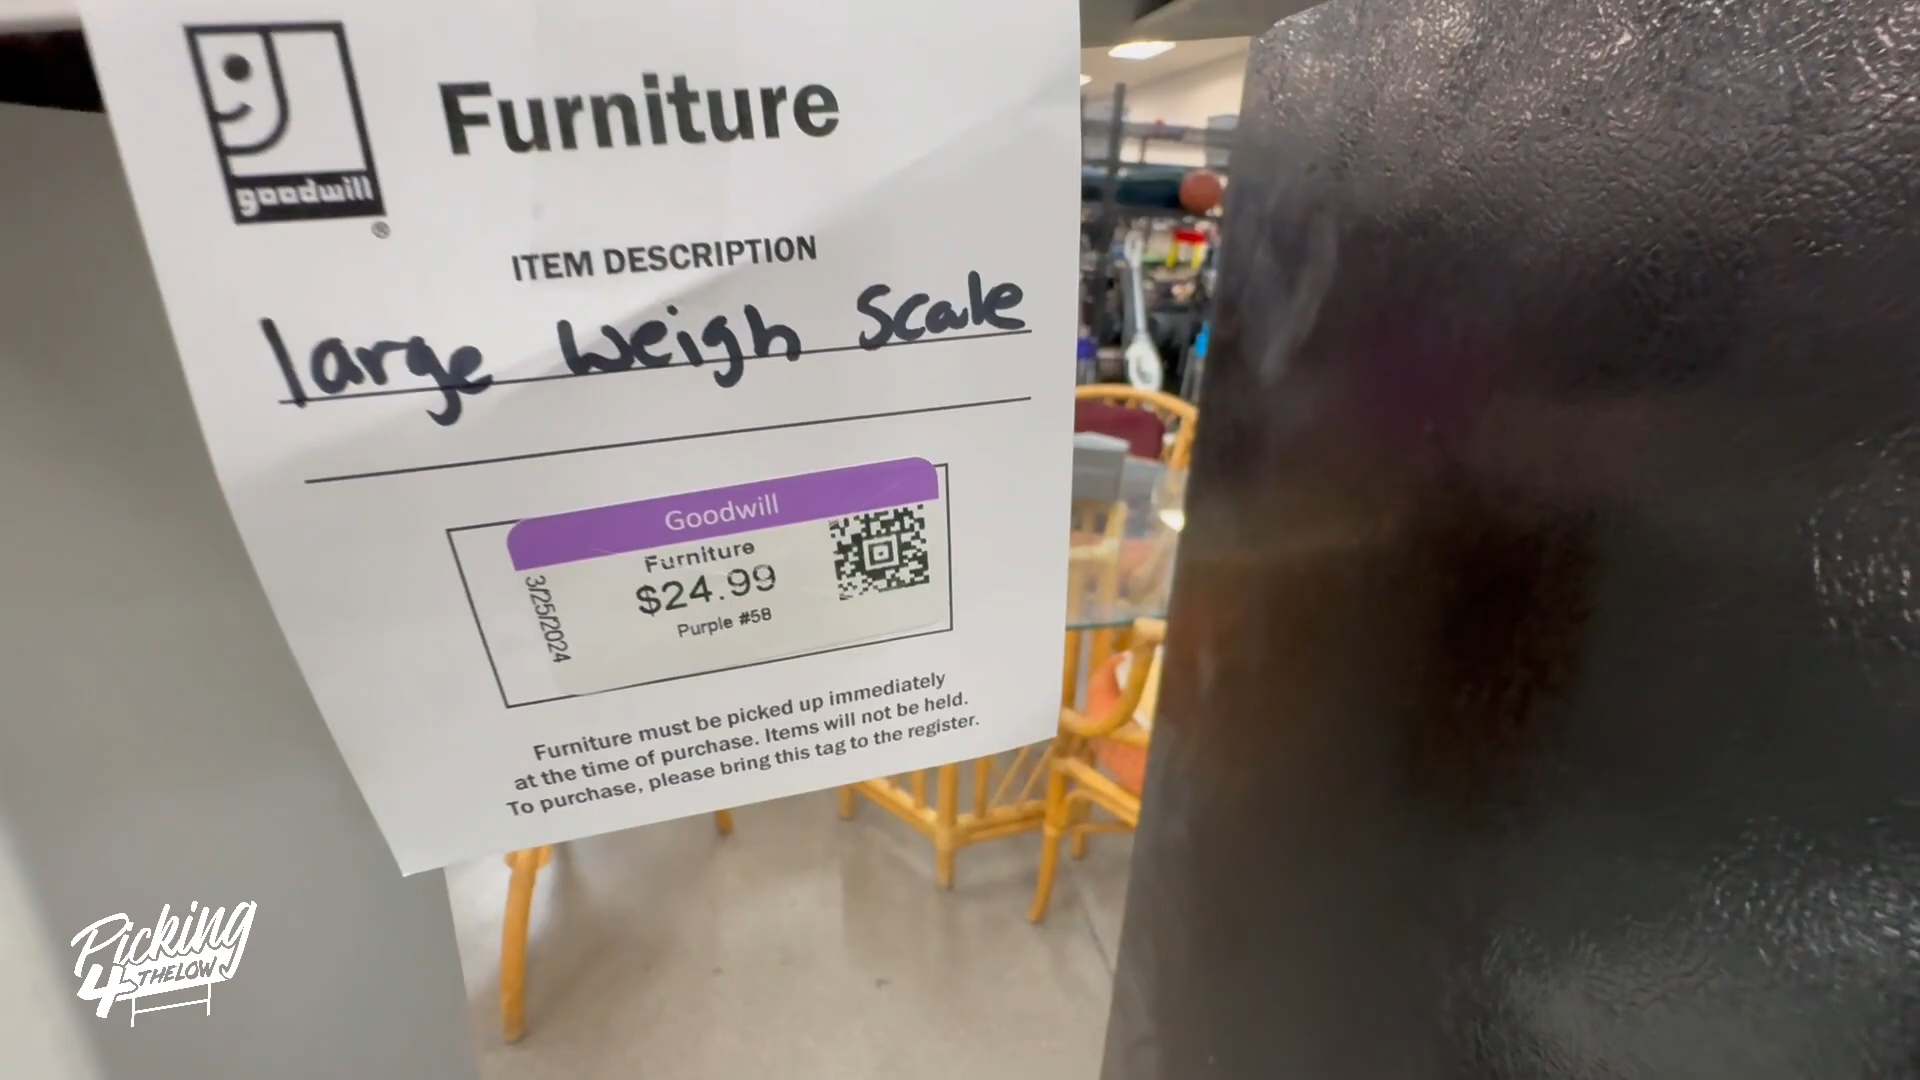 goodwill
®
Furniture
ITEM DESCRIPTION
large weigh scale
Goodwill
Furniture
$24.99
Purple #58
3/25/2024
Furniture must be picked up immediately
at the time of purchase. Items will not be held.
To purchase, please bring this tag to the register.
Picking
4 THELOW